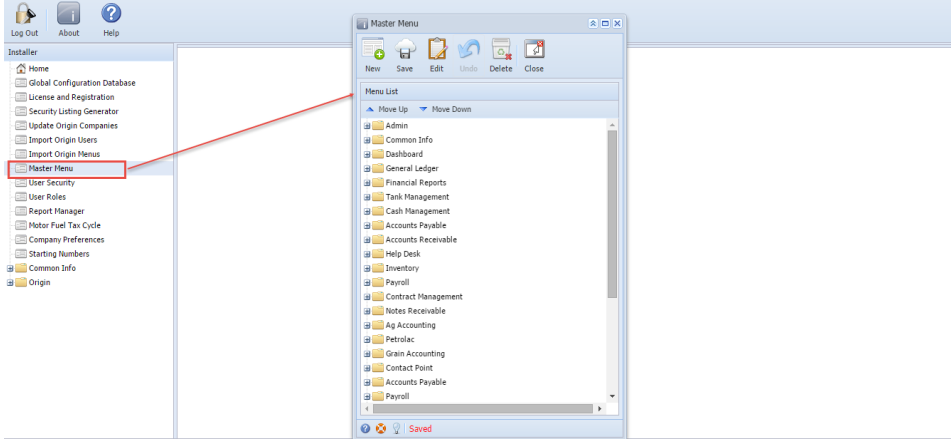 Log Out About Help
Installer
Home
Global Configuration Database
License and Registration
Security Listing Generator
Update Origin Companies
Import Origin Users
Import Origin Menus
Master Menu
User Security
User Roles
Report Manager
Motor Fuel Tax Cycle
Company Preferences
Starting Numbers
Common Info
Origin
Master Menu
New Save Edit Undo Delete Close
Menu List
Move Up Move Down
Admin
Common Info
Dashboard
General Ledger
Financial Reports
Tank Management
Cash Management
Accounts Payable
Accounts Receivable
Help Desk
Inventory
Payroll
Contract Management
Notes Receivable
Ag Accounting
Petrolac
Grain Accounting
Contact Point
Accounts Payable
Payroll
Saved